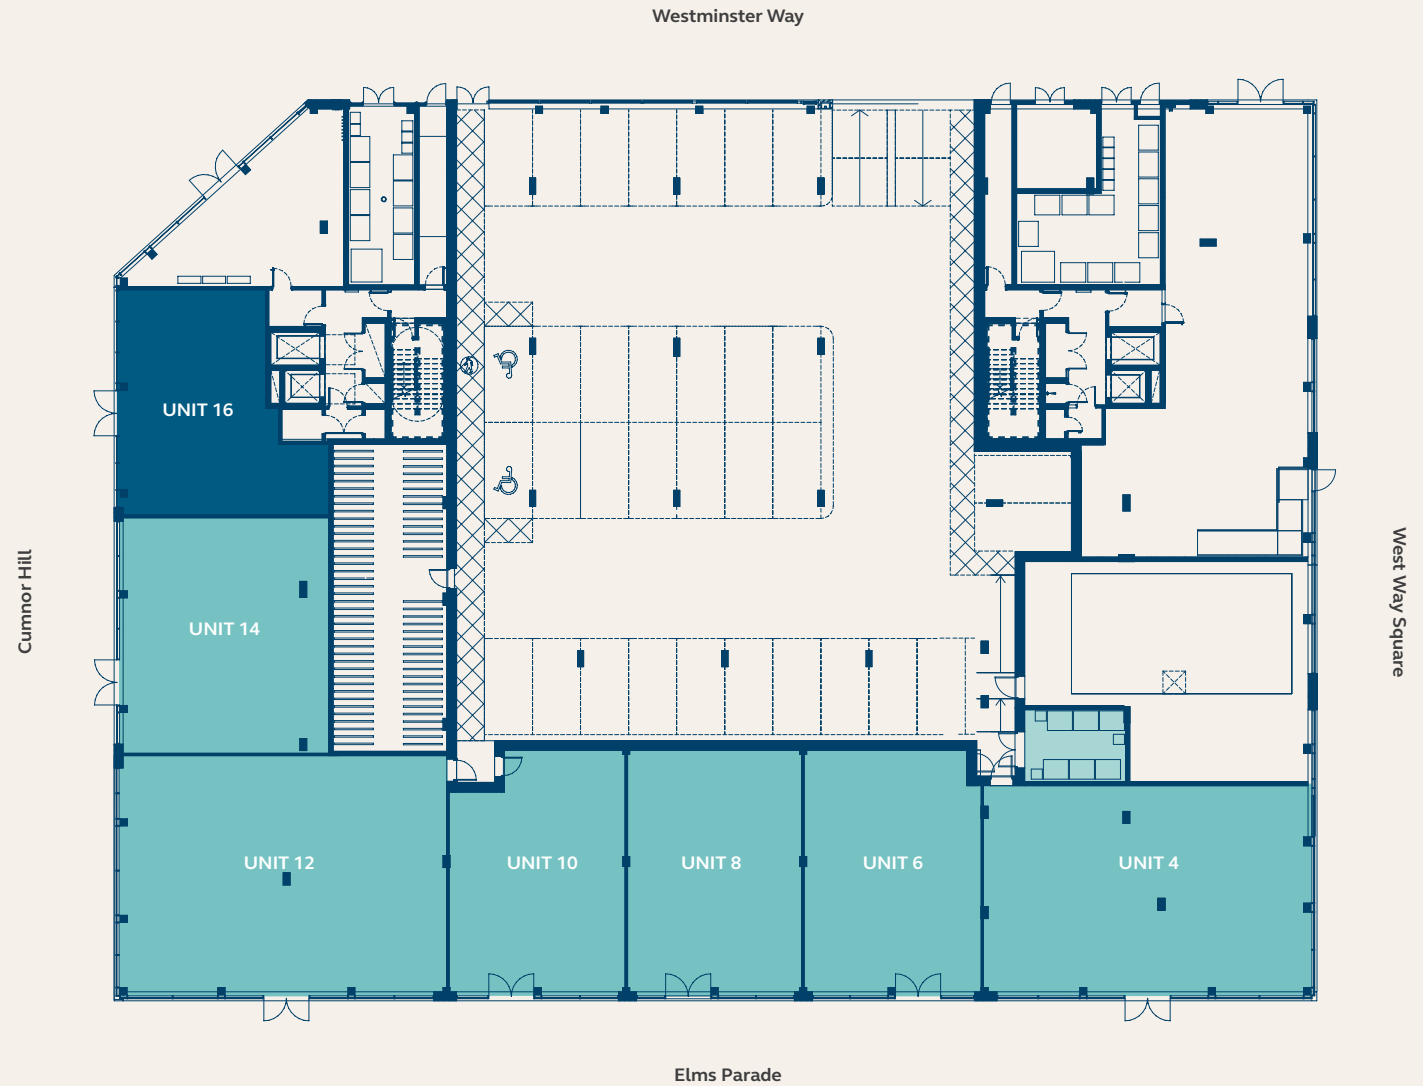 Westminster Way
UNIT 16
Cumnor Hill
UNIT 14
West Way Square
UNIT 12
UNIT 10
UNIT 8
UNIT 6
UNIT 4
Elms Parade